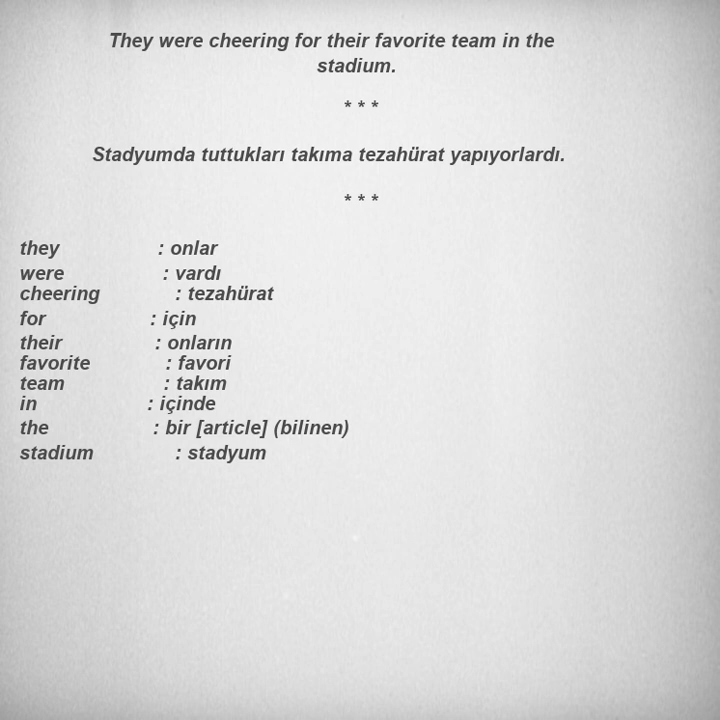 They were cheering for their favorite team in the
stadium.
* * *
Stadyumda tuttukları takıma tezahürat yapıyorlardı.
* * *
they : onlar
were : vardı
cheering : tezahürat
for : için
their : onların
favorite : favori
team : takım
in : içinde
the : bir [article] (bilinen)
stadium : stadyum